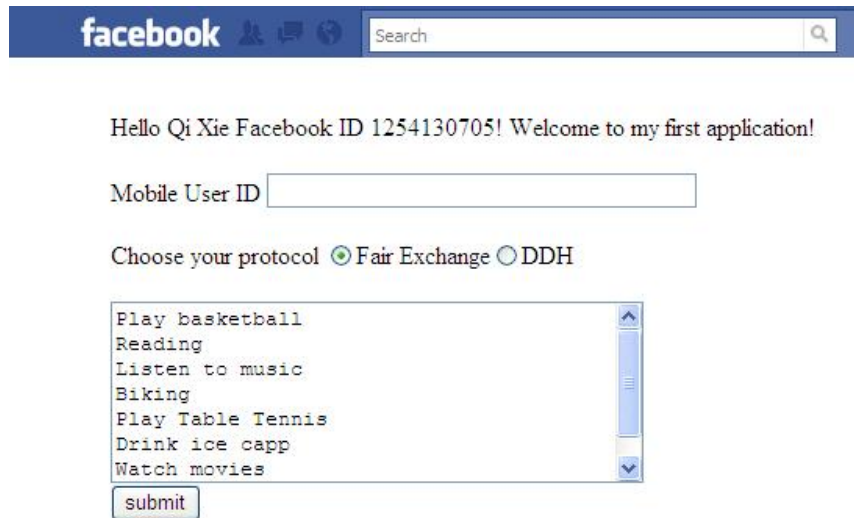 facebook Search
Hello Qi Xie Facebook ID 1254130705! Welcome to my first application!
Mobile User ID
Choose your protocol Fair Exchange DDH
Play basketball
Reading
Listen to music
Biking
Play Table Tennis
Drink ice capp
Watch movies
submit